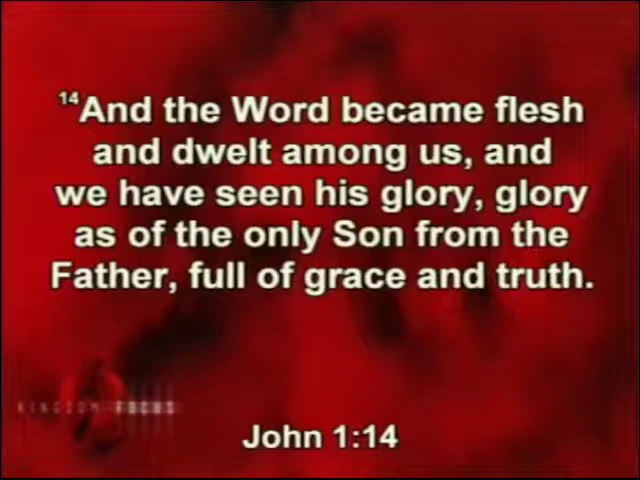 14And the Word became flesh
and dwelt among us, and
we have seen his glory, glory
as of the only Son from the
Father, full of grace and truth.
KINGDOM FOCUS
John 1:14